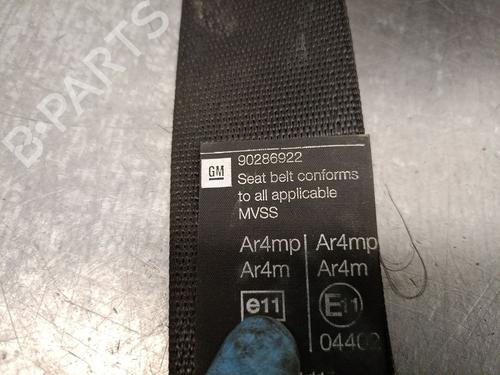 B-PARTS
GM
90286922
Seat belt conforms
to all applicable
MVSS
Ar4mp Ar4mp
Ar4m Ar4m
e11 E11
04402